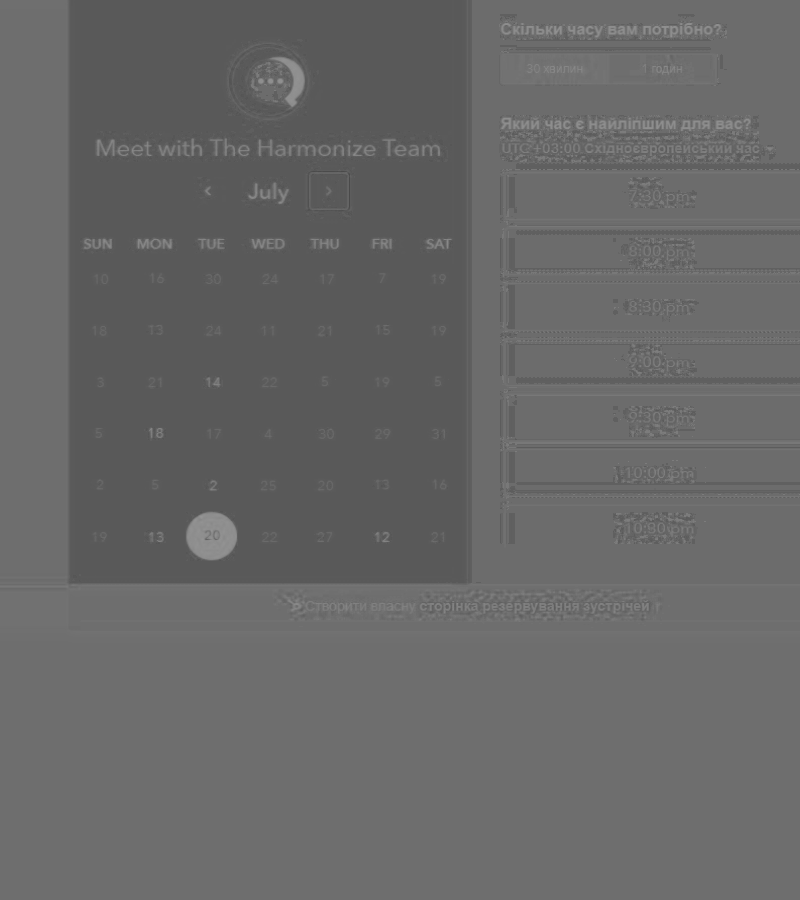 Meet with The Harmonize Team
July
SUN MON TUE WED THU FRI SAT
10 16 30 24 17 7 19
18 13 24 11 21 15 19
3 21 14 22 5 19 5
5 18 17 4 30 29 31
2 5 2 25 20 13 16
19 13 20 22 27 12 21
Скільки часу вам потрібно?
30 хвилин 1 годин
Який час є найліпшим для вас?
UTC +03:00 Східноєвропейський час
7:30 pm
8:00 pm
8:30 pm
9:00 pm
9:30 pm
10:00 pm
10:30 pm
Створити власну сторінка резервування зустрічей